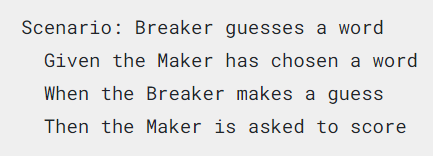 Scenario: Breaker guesses a word
Given the Maker has chosen a word
When the Breaker makes a guess
Then the Maker is asked to score